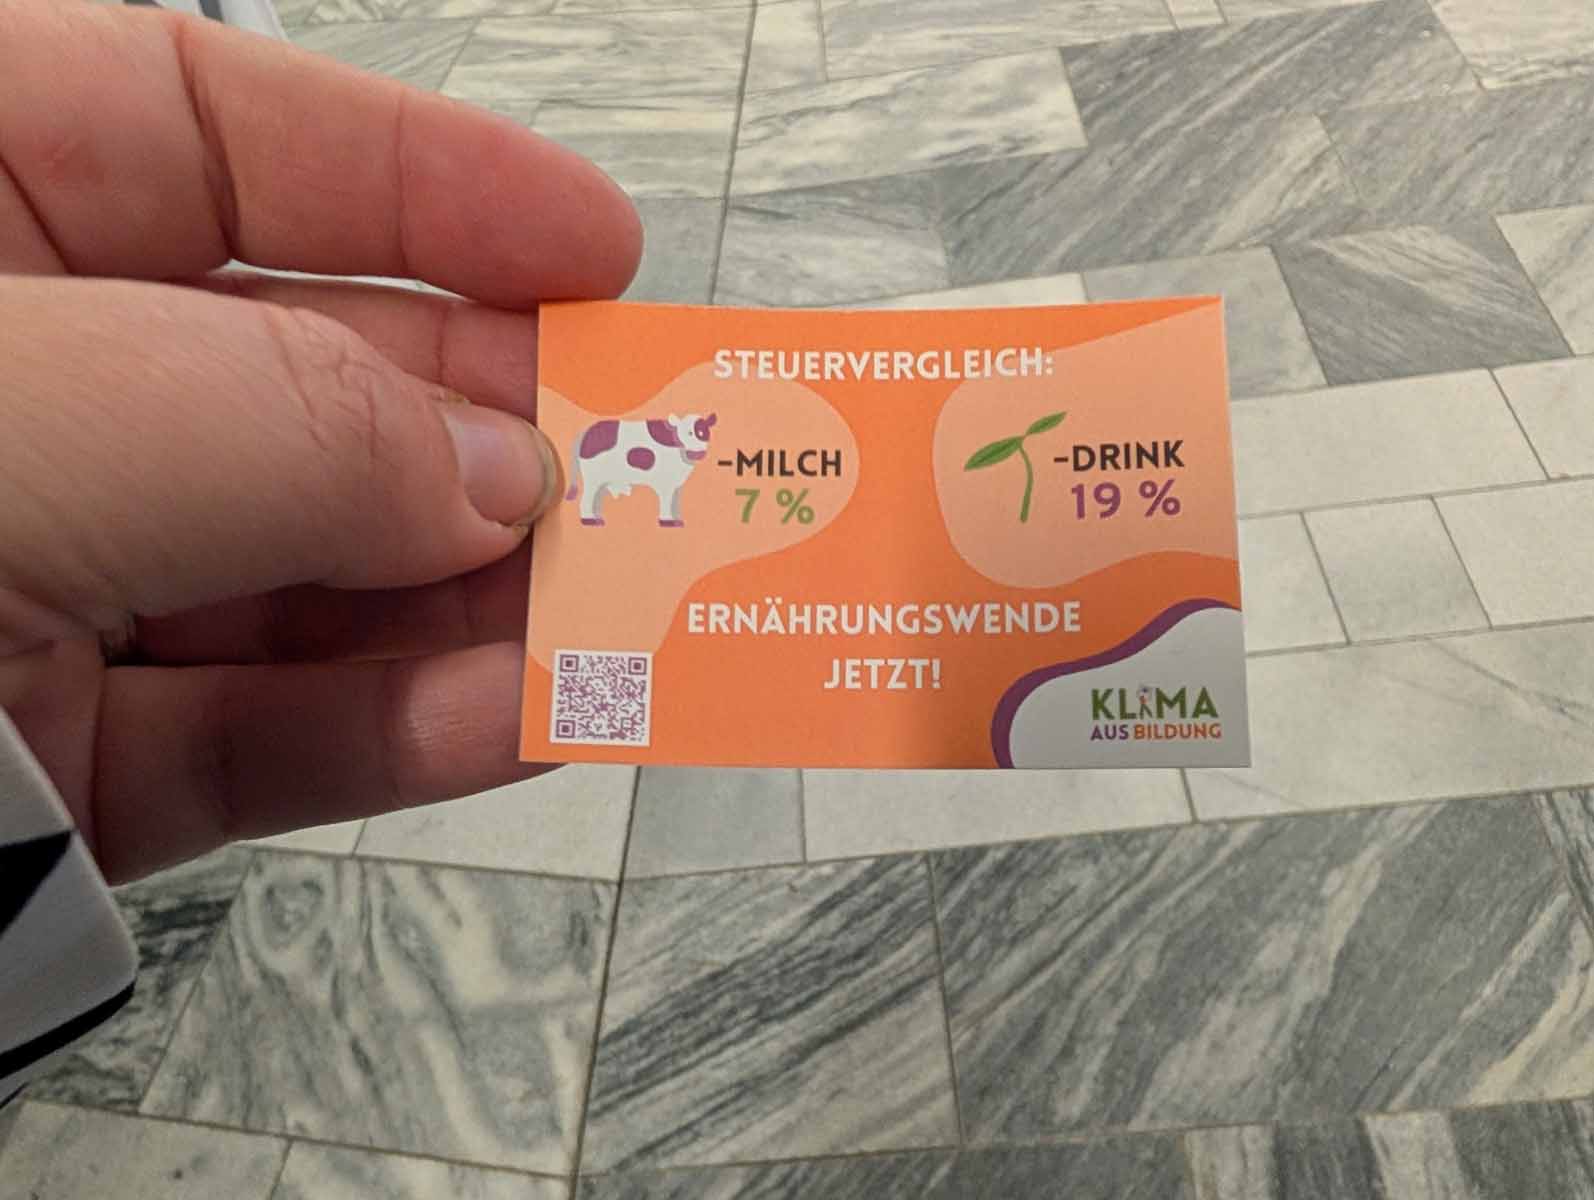 STEUERVERGLEICH:
-MILCH
7 %
-DRINK
19 %
ERNÄHRUNGSWENDE
JETZT!
KLIMA
AUS BILDUNG